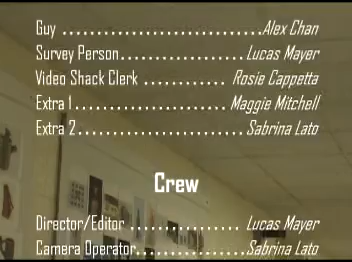 Guy .............................Alex Chan
Survey Person..................Lucas Mayer
Video Shack Clerk ............ Rosie Cappetta
Extra 1...................... Maggie Mitchell
Extra 2........................Sabrina Lato
Crew
Director/Editor ................ Lucas Mayer
Camera Operator................Sabrina Lato